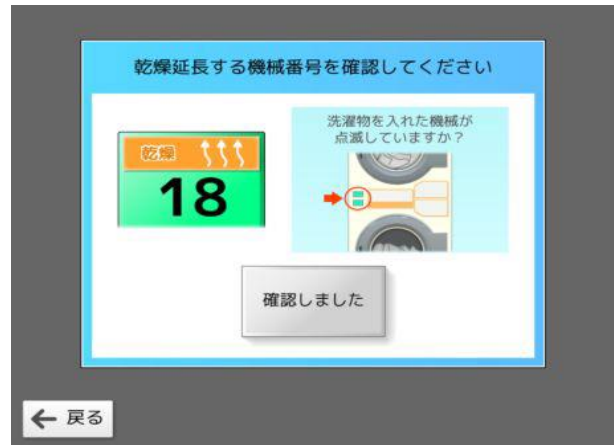 乾燥延長する機械番号を確認してください
乾燥
18
洗濯物を入れた機械が
点滅していますか?
確認しました
戻る